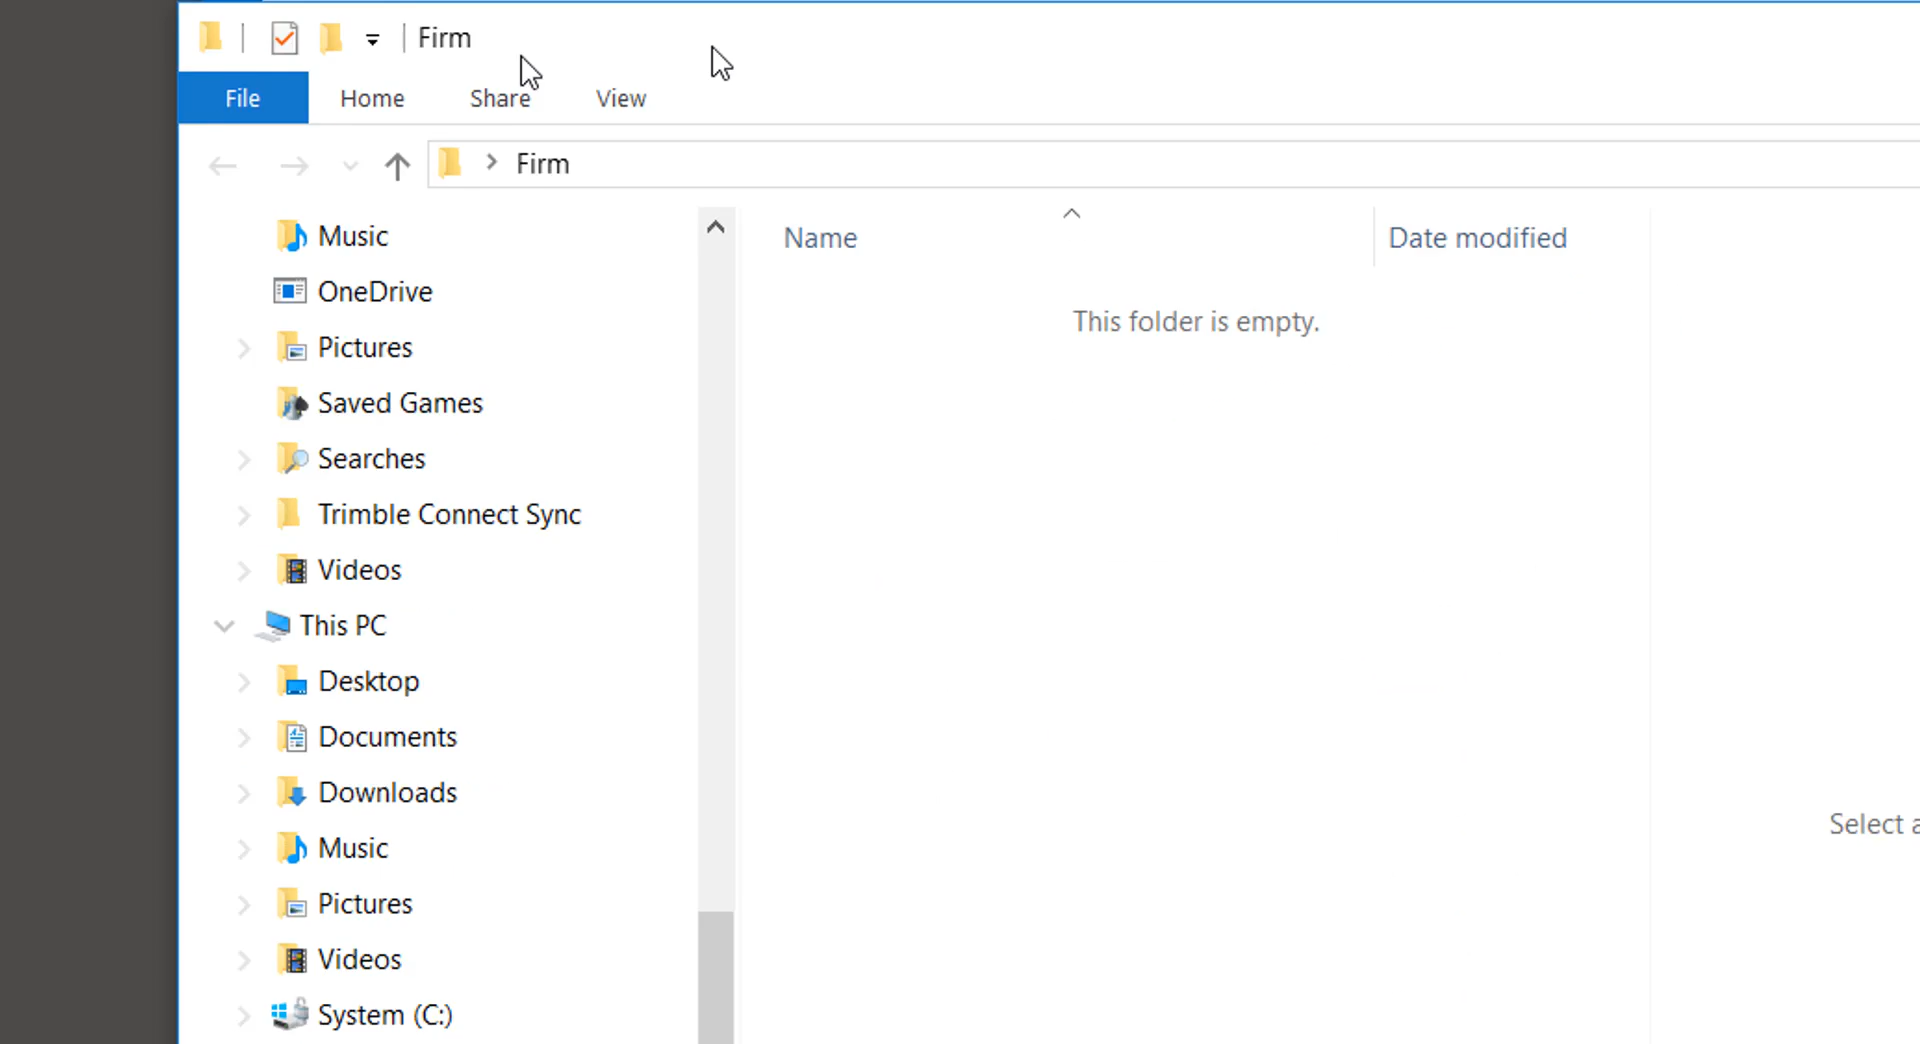 Firm
File Home Share View
Firm
Name Date modified
This folder is empty.
Music
OneDrive
Pictures
Saved Games
Searches
Trimble Connect Sync
Videos
This PC
Desktop
Documents
Downloads
Music
Pictures
Videos
System (C:)
Select a